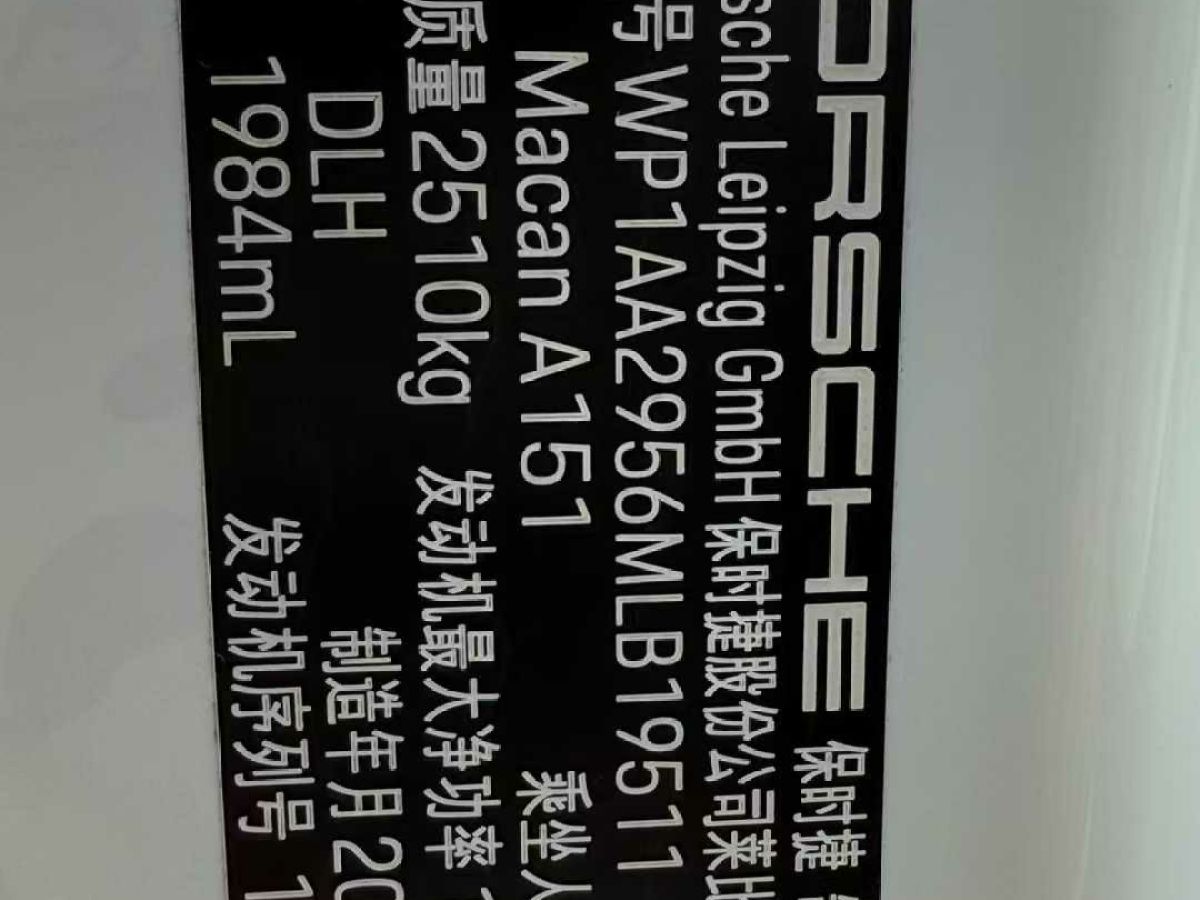 ORSCHE 保时捷
sche Leipzig GmbH 保时捷股份公司莱比
号 WP1AA2956MLB19511
Macan A151 乘坐人
质量 2510kg 发动机最大净功率
DLH 制造年月 20
1984mL 发动机序列号 1